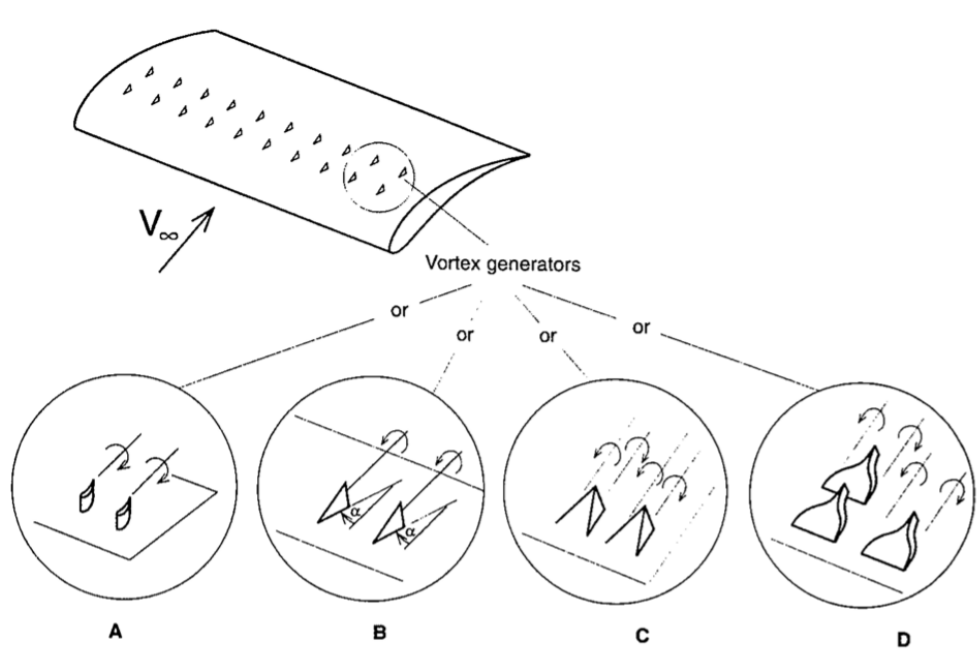 V∞
Vortex generators
or
or
or
or
α
α
A
B
C
D